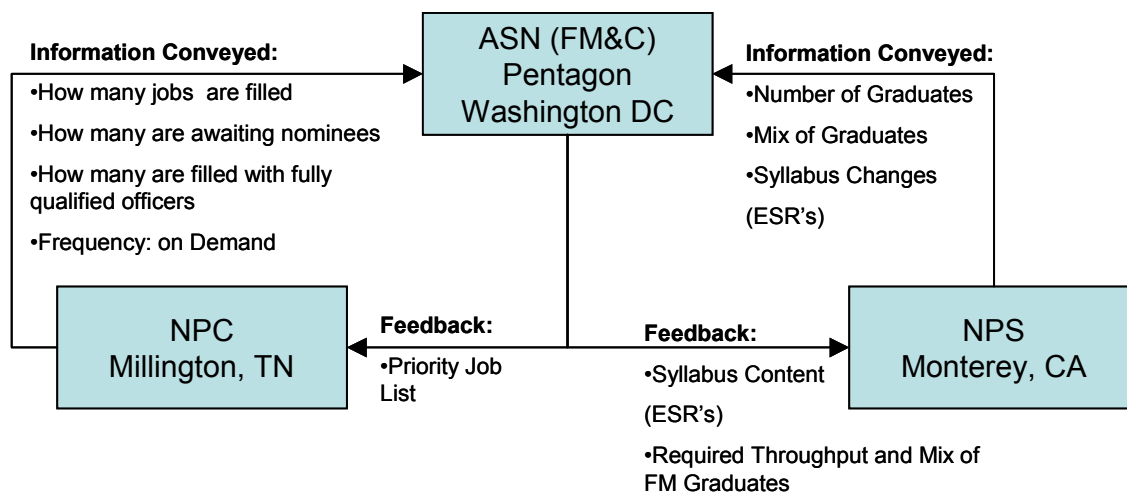 Information Conveyed:
•How many jobs are filled
•How many are awaiting nominees
•How many are filled with fully
qualified officers
•Frequency: on Demand
ASN (FM&C)
Pentagon
Washington DC
Information Conveyed:
•Number of Graduates
•Mix of Graduates
•Syllabus Changes
(ESR's)
NPC
Millington, TN
Feedback:
•Priority Job
List
Feedback:
•Syllabus Content
(ESR's)
•Required Throughput and Mix of
FM Graduates
NPS
Monterey, CA